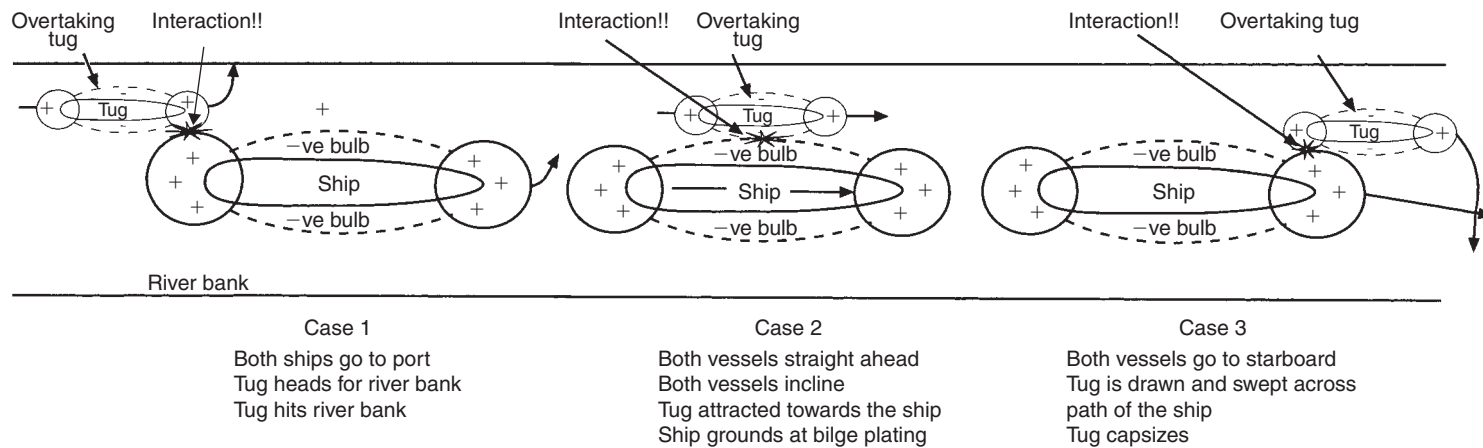 Overtaking
tug
Interaction!!
Interaction!!
Overtaking
tug
Interaction!!
Overtaking tug
+
Tug
+
+
+
Tug
+
+
Tug
+
+
+
+
−ve bulb
Ship
−ve bulb
+
+
+
+
+
+
−ve bulb
Ship
−ve bulb
+
+
+
+
+
+
−ve bulb
Ship
−ve bulb
+
+
+
River bank
Case 1
Both ships go to port
Tug heads for river bank
Tug hits river bank
Case 2
Both vessels straight ahead
Both vessels incline
Tug attracted towards the ship
Ship grounds at bilge plating
Case 3
Both vessels go to starboard
Tug is drawn and swept across
path of the ship
Tug capsizes